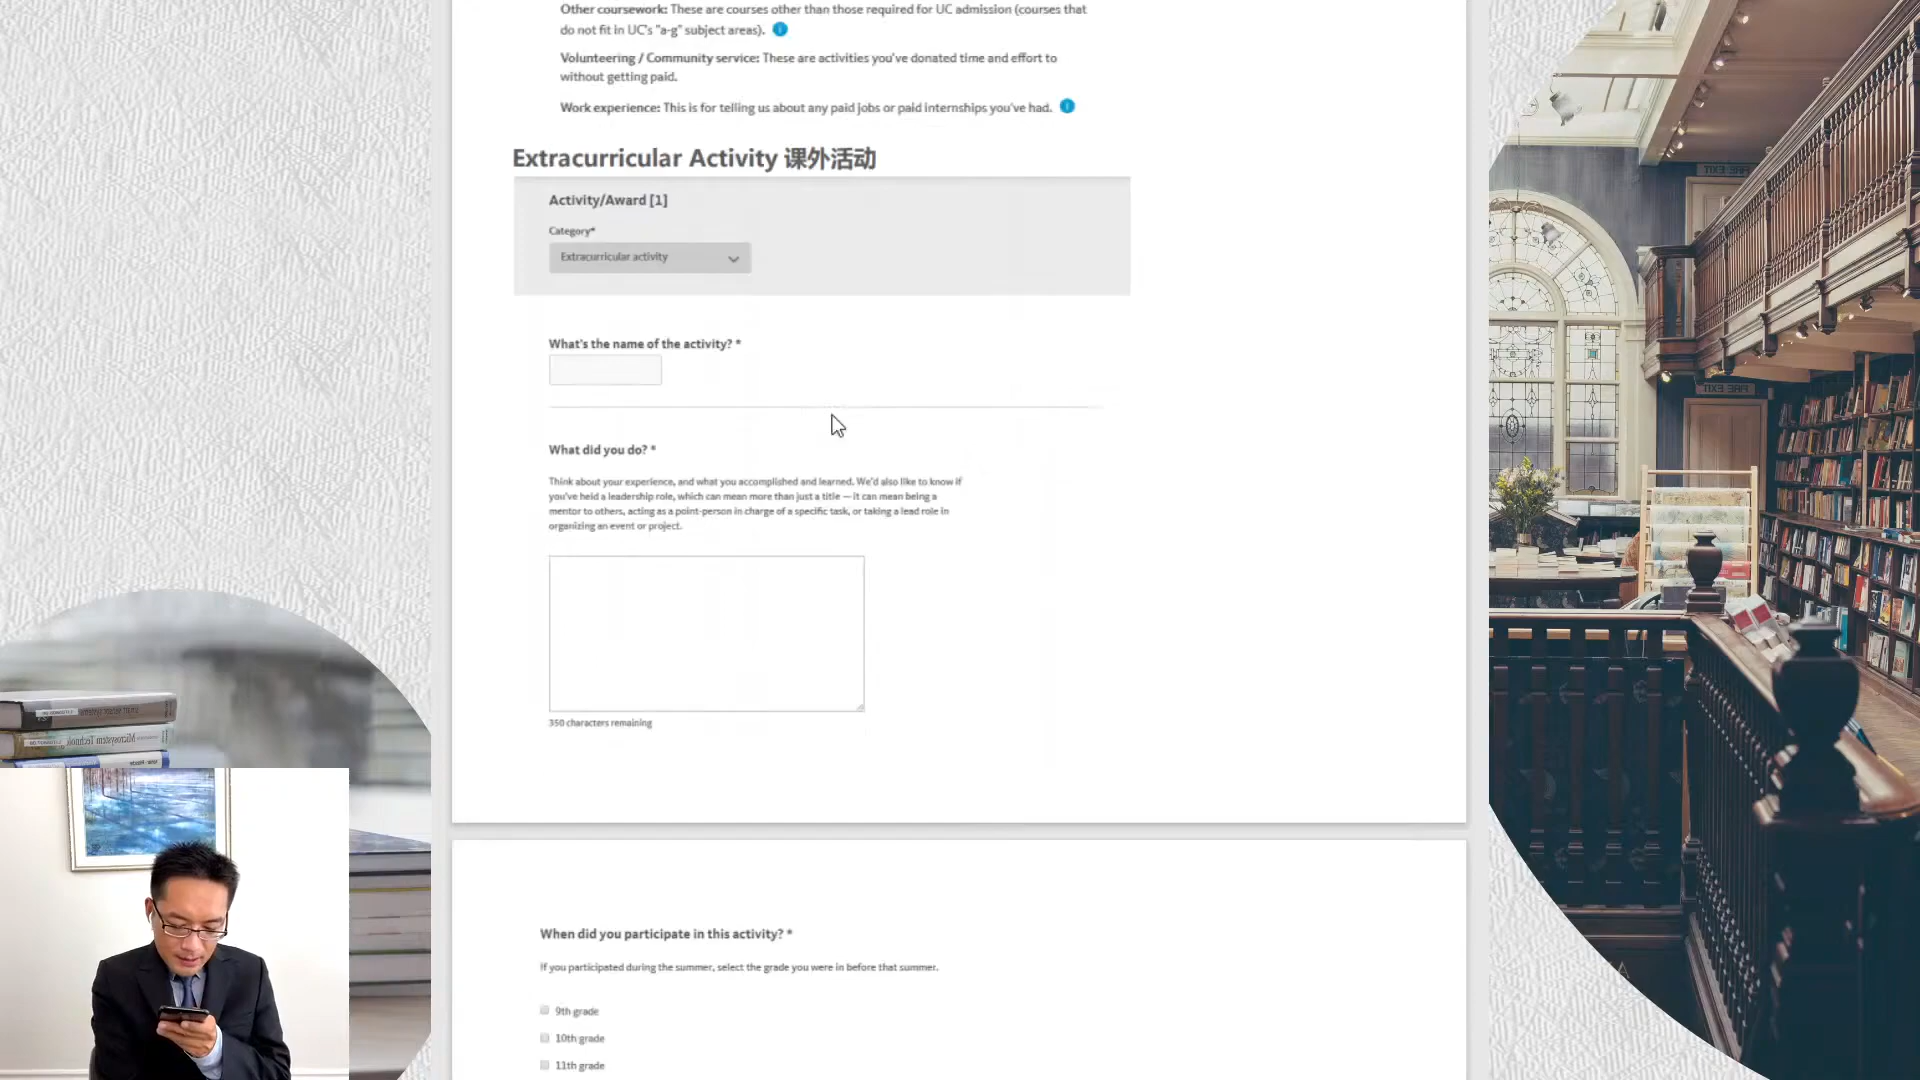 Other coursework: These are courses other than those required for UC admission (courses that
do not fit in UC's "a-g" subject areas).
Volunteering / Community service: These are activities you've donated time and effort to
without getting paid.
Work experience: This is for telling us about any paid jobs or paid internships you've had.
Extracurricular Activity 课外活动
Activity/Award [1]
Category*
Extracurricular activity
What's the name of the activity? *
What did you do? *
Think about your experience, and what you accomplished and learned. We'd also like to know if
you've held a leadership role, which can mean more than just a title — it can mean being a
mentor to others, acting as a point-person in charge of a specific task, or taking a lead role in
organizing an event or project.
350 characters remaining
When did you participate in this activity? *
If you participated during the summer, select the grade you were in before that summer.
9th grade
10th grade
11th grade